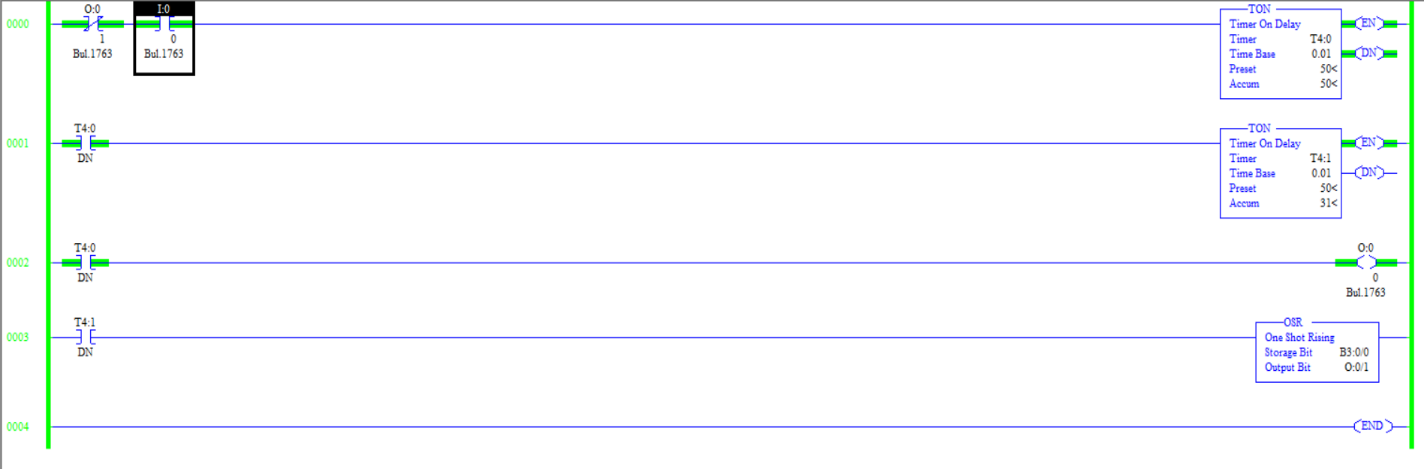 O:0
I:0
0000
1
0
Bul.1763
Bul.1763
TON
Timer On Delay
Timer T4:0
Time Base 0.01
Preset 50<
Accum 50<
EN
DN
T4:0
0001
DN
TON
Timer On Delay
Timer T4:1
Time Base 0.01
Preset 50<
Accum 31<
EN
DN
T4:0
0002
DN
O:0
0
Bul.1763
T4:1
0003
DN
OSR
One Shot Rising
Storage Bit B3:0/0
Output Bit O:0/1
0004
END